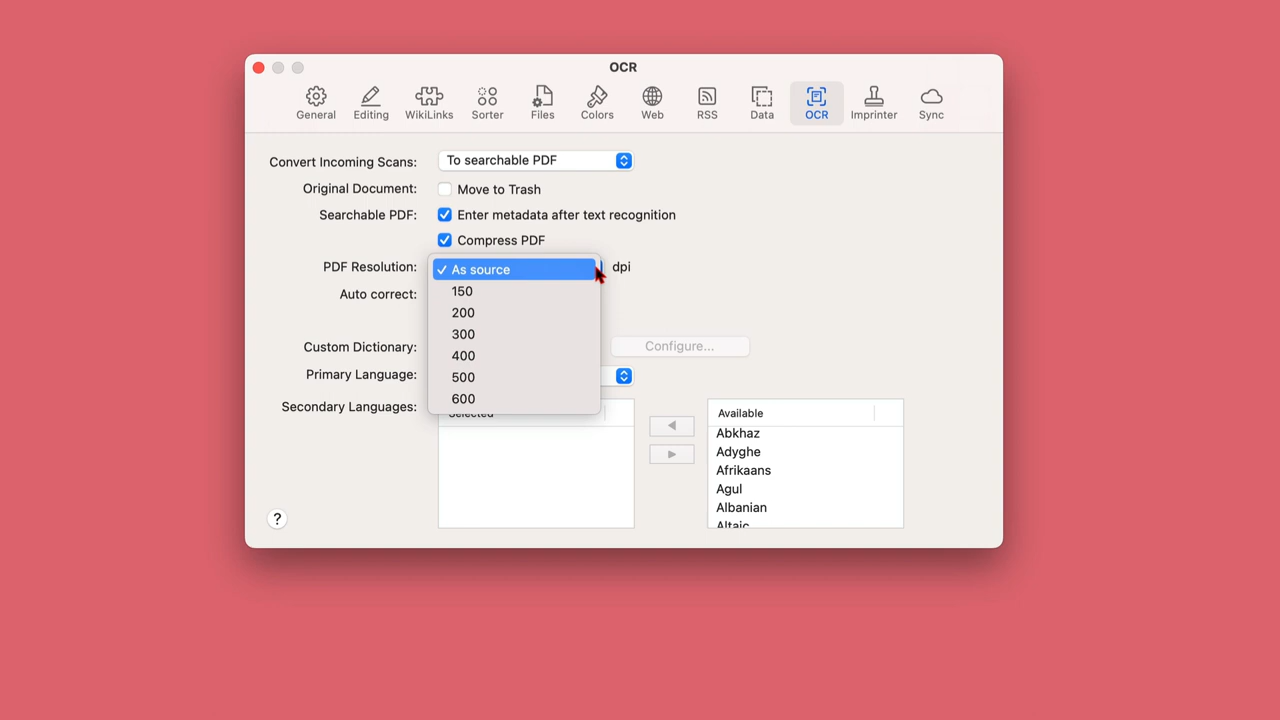 OCR
General Editing WikiLinks Sorter Files Colors Web RSS Data OCR Imprinter Sync
Convert Incoming Scans: To searchable PDF
Original Document: Move to Trash
Searchable PDF: Enter metadata after text recognition
Compress PDF
PDF Resolution: As source dpi
150
Auto correct:
200
300
Custom Dictionary: Configure...
400
Primary Language: 500
600
Secondary Languages: Selected Available
Abkhaz
Adyghe
Afrikaans
Agul
Albanian
Altaic
?